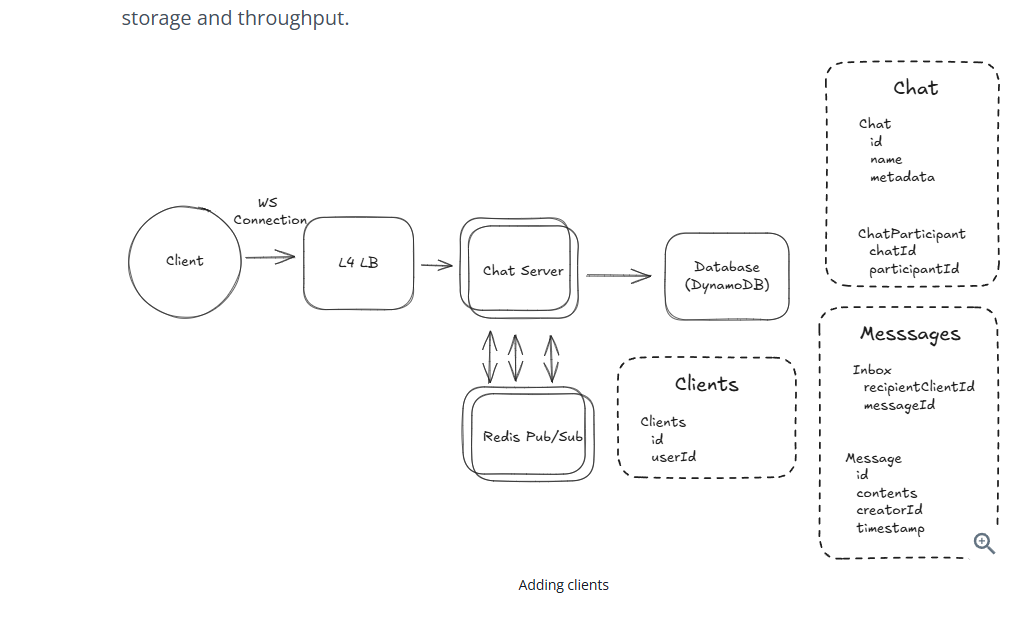 storage and throughput.
WS
Connection
Client
L4 LB
Chat Server
Database
(DynamoDB)
Redis Pub/Sub
Clients
Clients
id
userId
Chat
Chat
id
name
metadata
ChatParticipant
chatId
participantId
Messsages
Inbox
recipientClientId
messageId
Message
id
contents
creatorId
timestamp
Adding clients